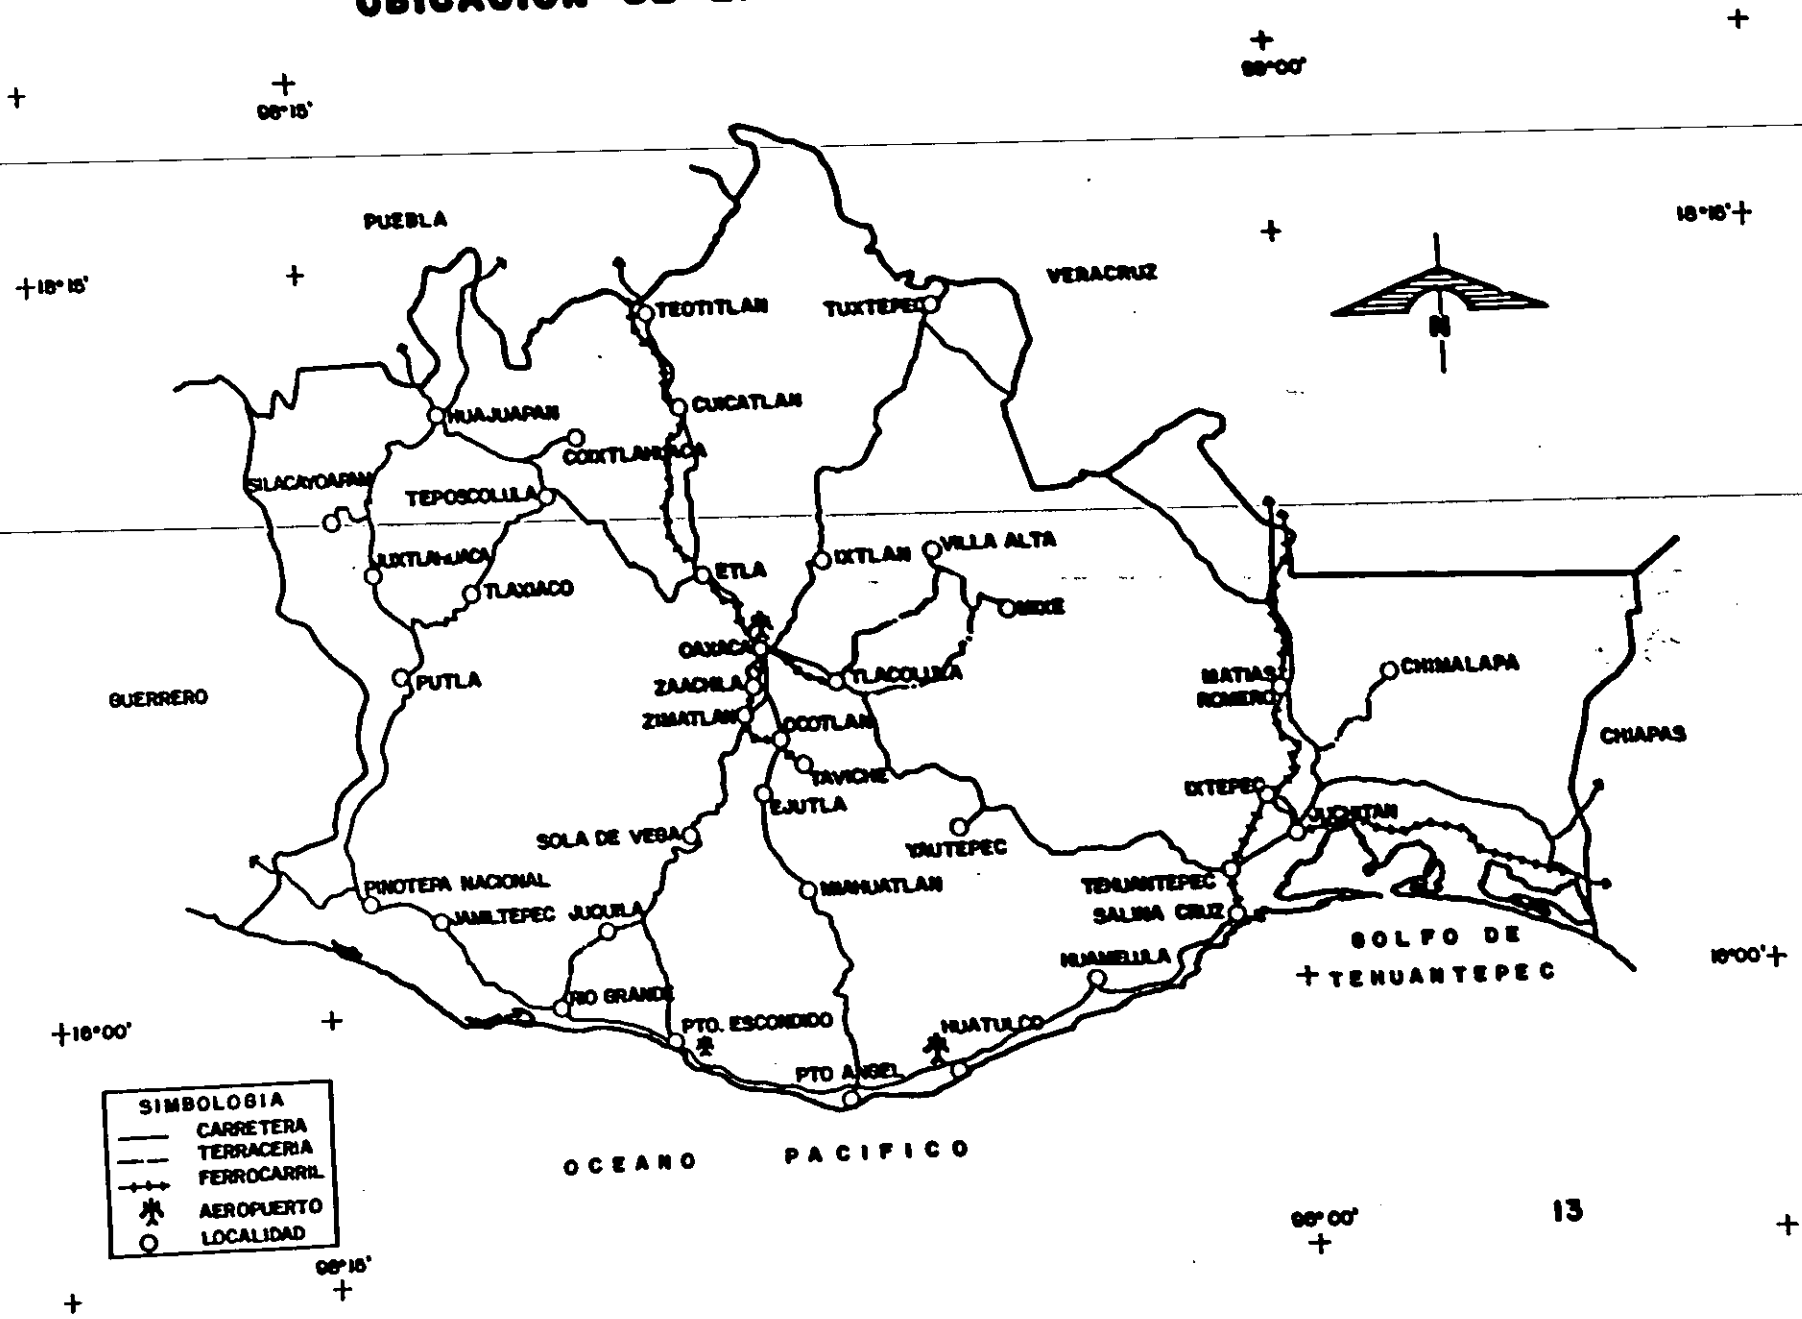 UBICACION DE
98°15'
98°00'
PUEBLA
18°15'
18°15'
VERACRUZ
TEOTITLAN
TUXTEPEC
N
HUAJUAPAN
CUICATLAN
COIXTLAHUACA
SILACAYOAPAN
TEPOSCOLULA
JUXTLAHUACA
TLAXIACO
ETLA
IXTLAN
VILLA ALTA
MIXE
OAXACA
ZAACHILA
TLACOLULA
MATIAS
ROMERO
CHIMALAPA
GUERRERO
PUTLA
ZIMATLAN
OCOTLAN
CHIAPAS
TAVICHE
EJUTLA
IXTEPEC
JUCHITAN
SOLA DE VEGA
YAUTEPEC
PINOTEPA NACIONAL
MIAHUATLAN
TEHUANTEPEC
JAMILTEPEC
JUQUILA
SALINA CRUZ
GOLFO DE
TEHUANTEPEC
HUAMELULA
16°00'
RIO GRANDE
16°00'
PTO. ESCONDIDO
HUATULCO
PTO ANGEL
SIMBOLOGIA
CARRETERA
TERRACERIA
FERROCARRIL
AEROPUERTO
LOCALIDAD
OCEANO PACIFICO
98°15'
98°00'
13